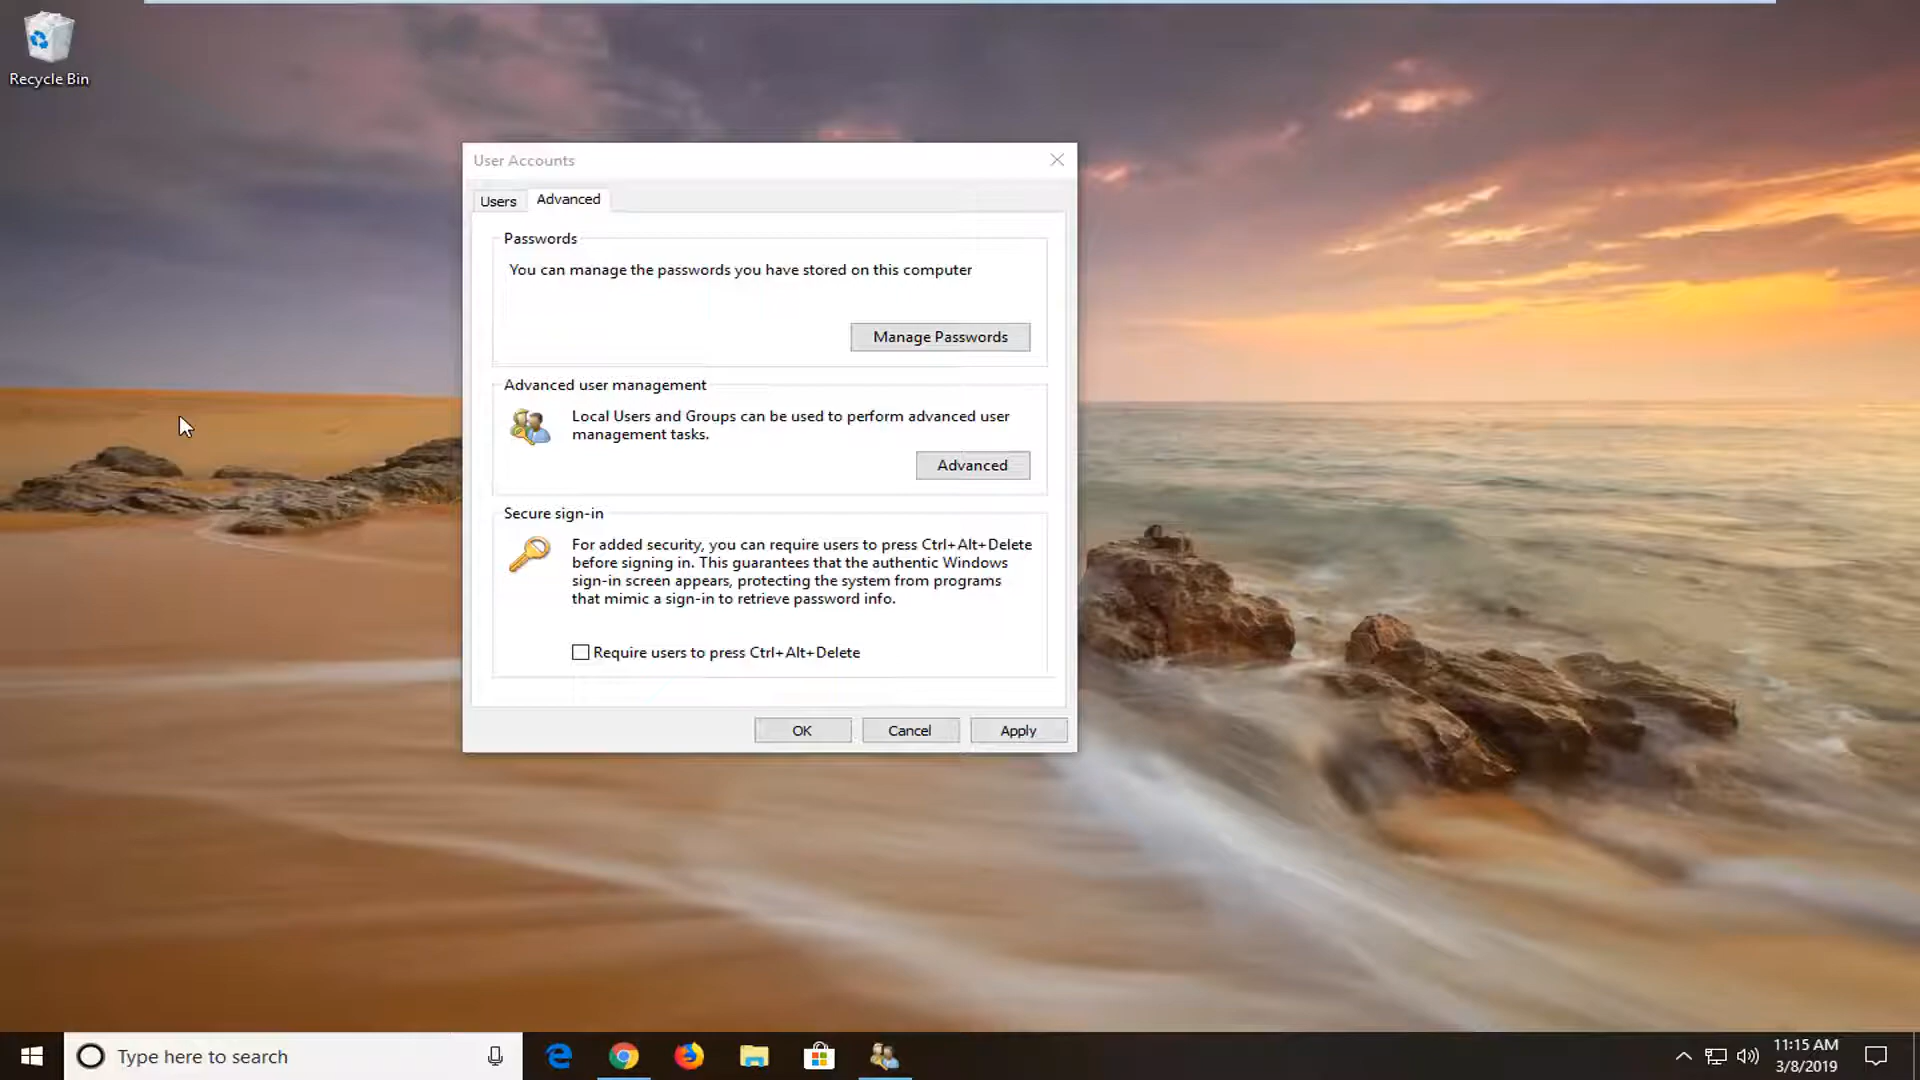 Recycle Bin
User Accounts
Users
Advanced
Passwords
You can manage the passwords you have stored on this computer
Manage Passwords
Advanced user management
Local Users and Groups can be used to perform advanced user
management tasks.
Advanced
Secure sign-in
For added security, you can require users to press Ctrl+Alt+Delete
before signing in. This guarantees that the authentic Windows
sign-in screen appears, protecting the system from programs
that mimic a sign-in to retrieve password info.
Require users to press Ctrl+Alt+Delete
OK
Cancel
Apply
Type here to search
11:15 AM
3/8/2019